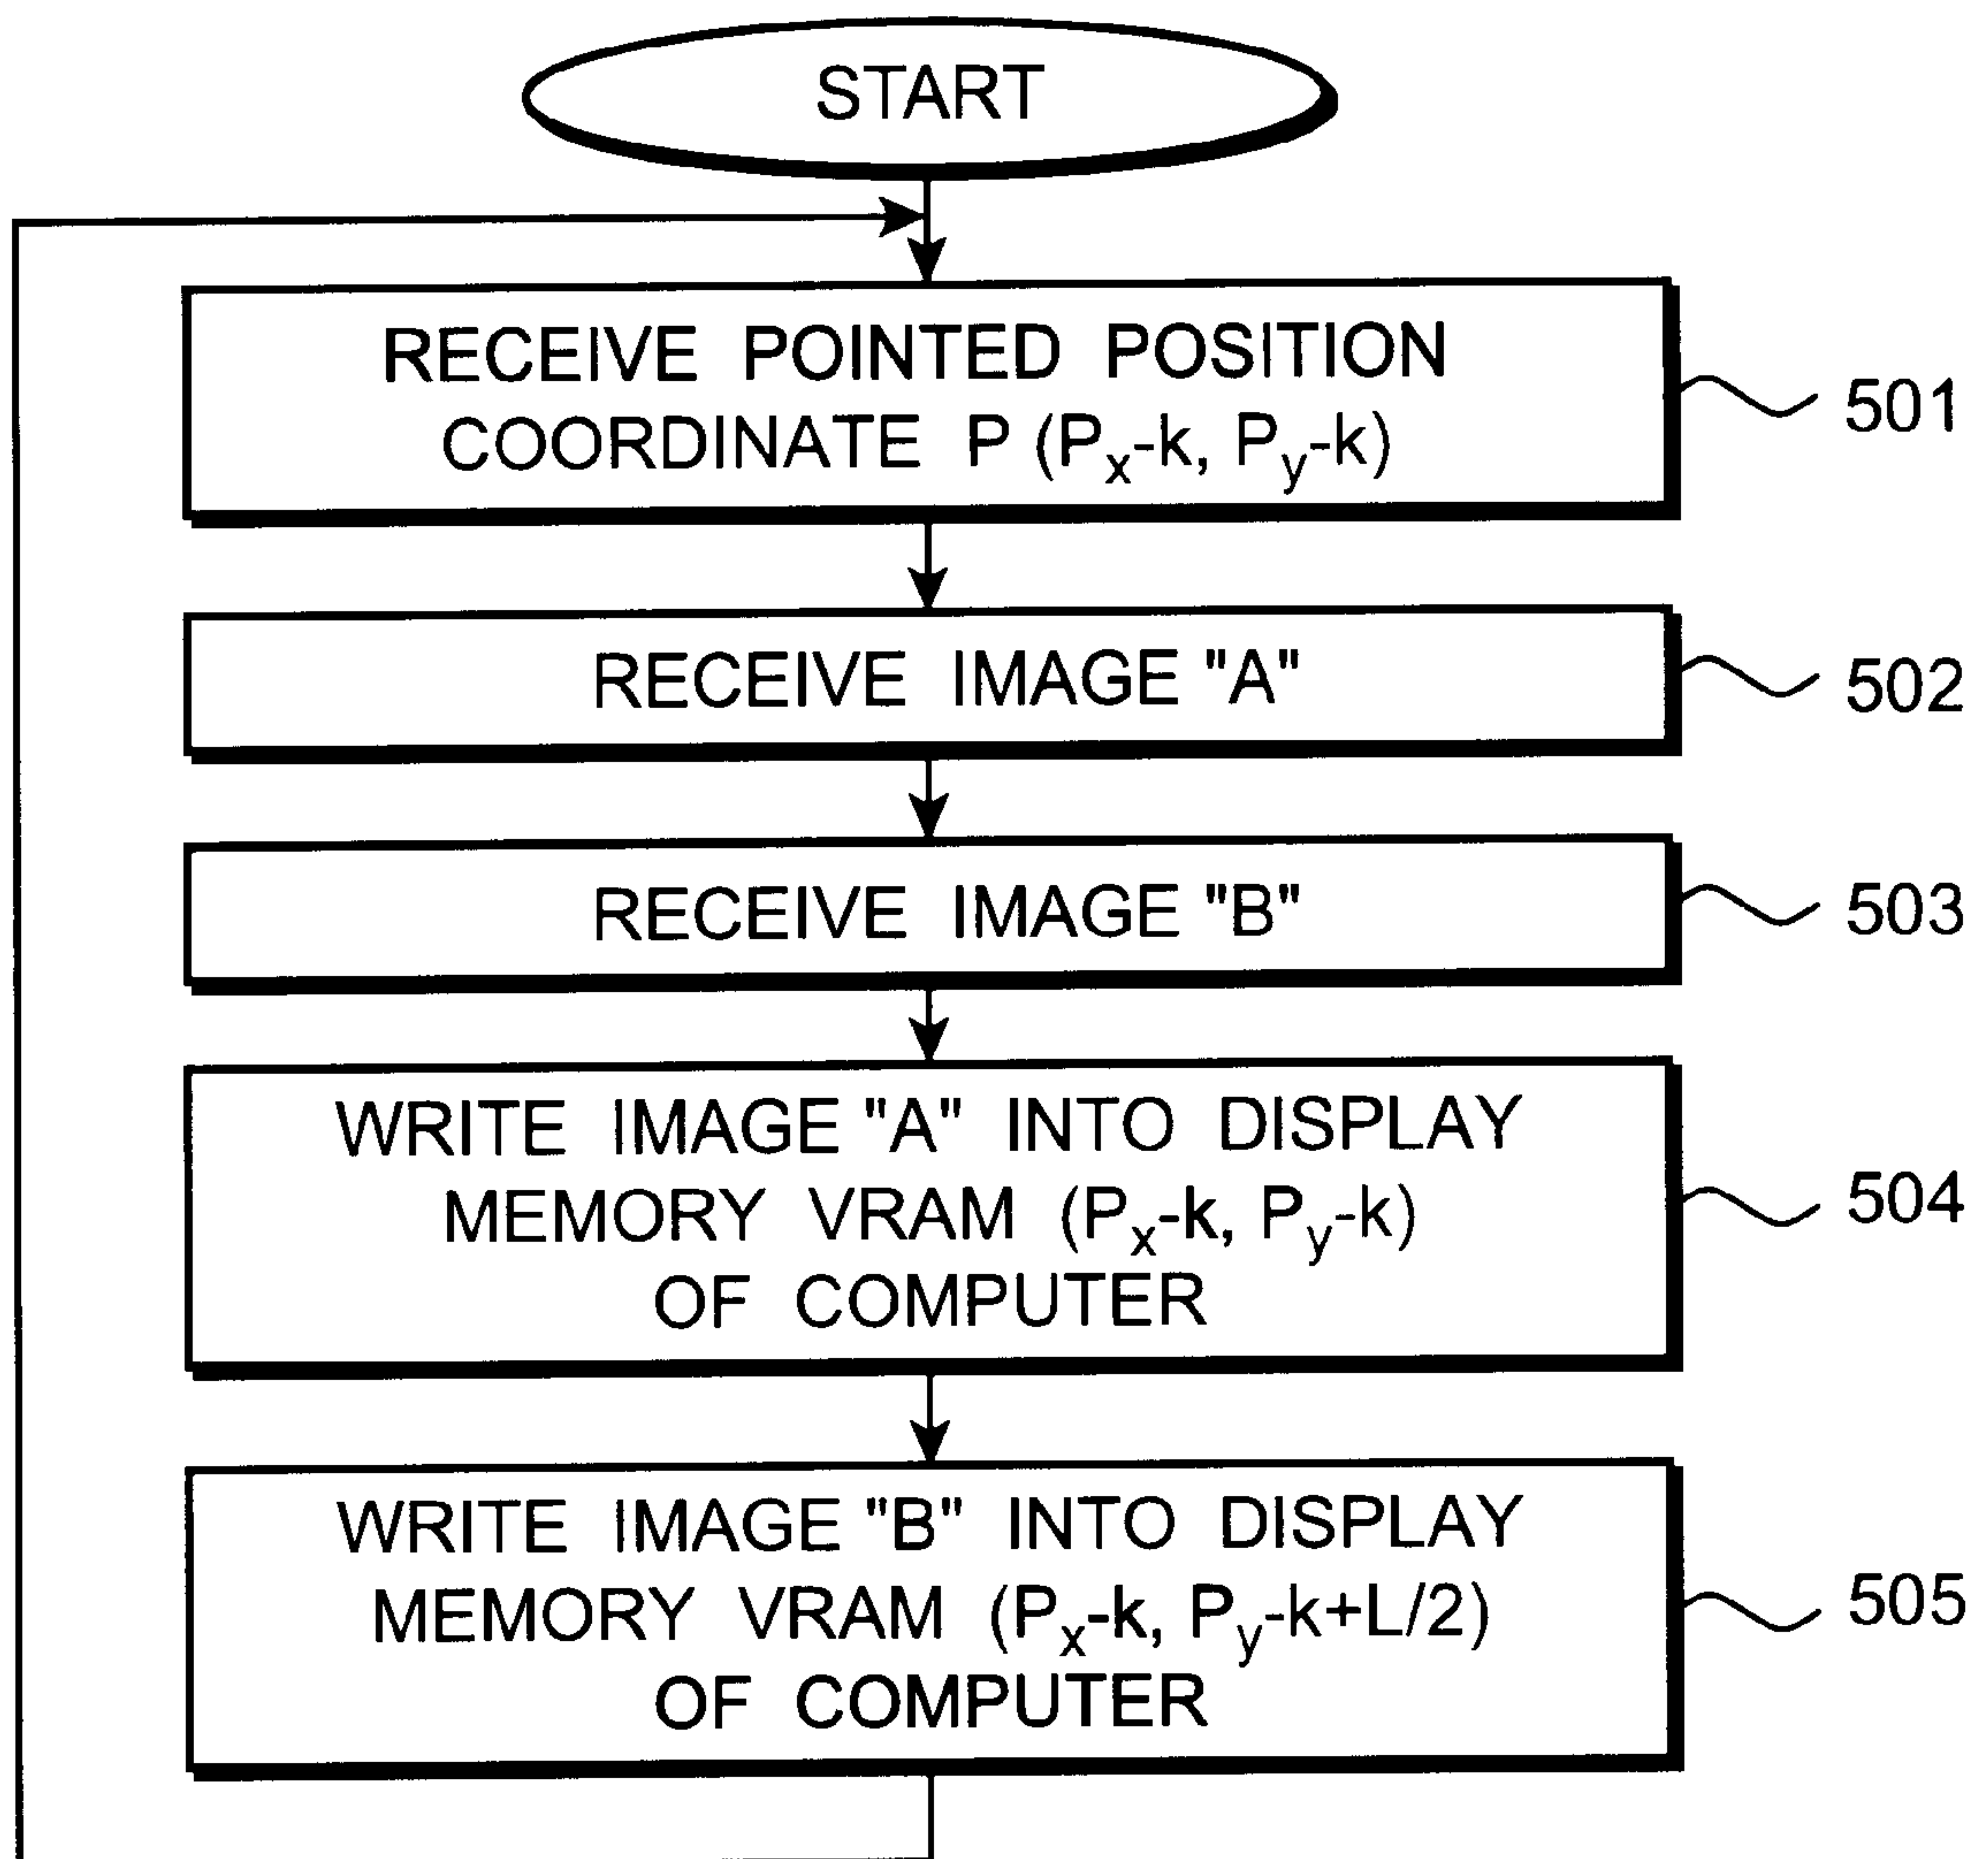 START
RECEIVE POINTED POSITION
COORDINATE P (Px-k, Py-k)
501
RECEIVE IMAGE "A"
502
RECEIVE IMAGE "B"
503
WRITE IMAGE "A" INTO DISPLAY
MEMORY VRAM (Px-k, Py-k)
OF COMPUTER
504
WRITE IMAGE "B" INTO DISPLAY
MEMORY VRAM (Px-k, Py-k+L/2)
OF COMPUTER
505